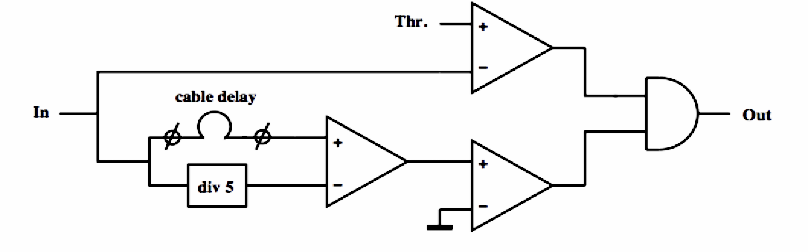 Thr.
+
−
cable delay
In
Out
+
−
+
−
div 5